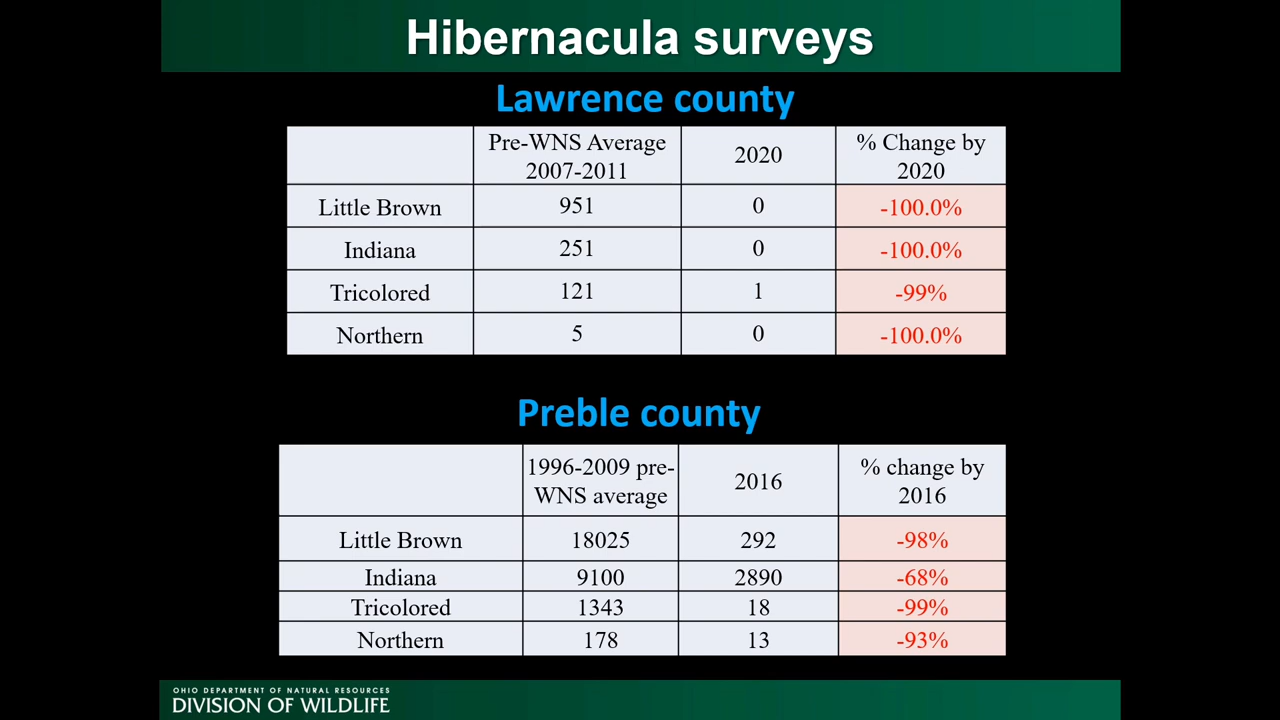 Hibernacula surveys
Lawrence county
Pre-WNS Average 2020 % Change by
2007-2011 2020
Little Brown 951 0 -100.0%
Indiana 251 0 -100.0%
Tricolored 121 1 -99%
Northern 5 0 -100.0%
Preble county
1996-2009 pre- 2016 % change by
WNS average 2016
Little Brown 18025 292 -98%
Indiana 9100 2890 -68%
Tricolored 1343 18 -99%
Northern 178 13 -93%
OHIO DEPARTMENT OF NATURAL RESOURCES
DIVISION OF WILDLIFE